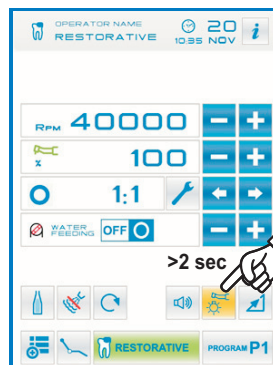 OPERATOR NAME
RESTORATIVE
10:35
20
NOV
i
RPM 40000
% 100
1:1
WATER
FEEDING
OFF
>2 sec
RESTORATIVE
PROGRAM P1